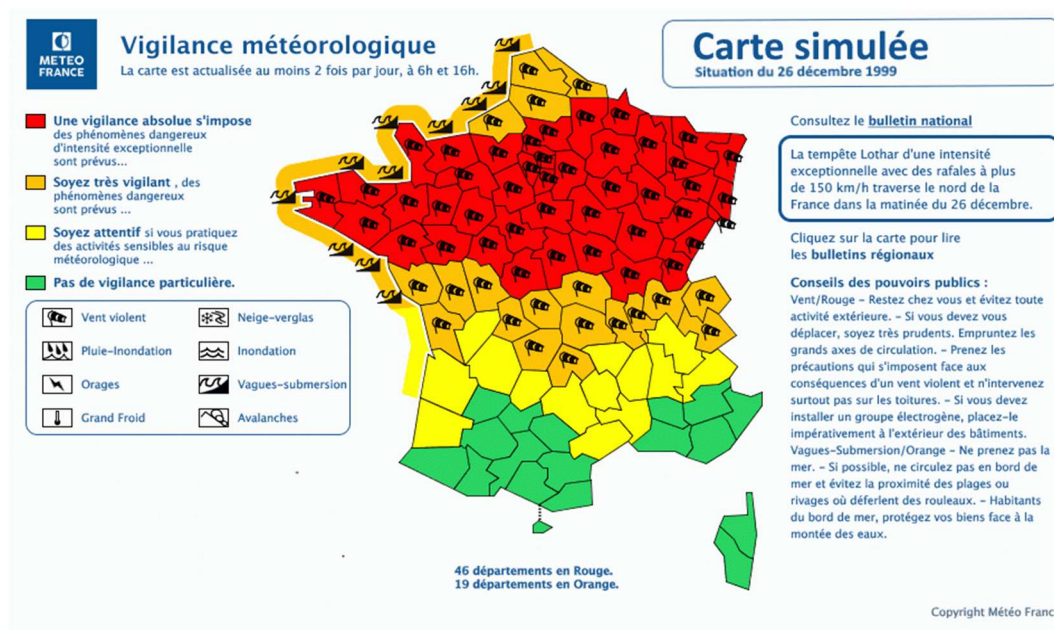 METEO
FRANCE
Vigilance météorologique
La carte est actualisée au moins 2 fois par jour, à 6h et 16h.
Carte simulée
Situation du 26 décembre 1999
Une vigilance absolue s'impose
des phénomènes dangereux
d'intensité exceptionnelle
sont prévus...
Soyez très vigilant , des
phénomènes dangereux
sont prévus ...
Soyez attentif si vous pratiquez
des activités sensibles au risque
météorologique ...
Pas de vigilance particulière.
Vent violent
Neige-verglas
Pluie-Inondation
Inondation
Orages
Vagues-submersion
Grand Froid
Avalanches
Consultez le bulletin national
La tempête Lothar d'une intensité
exceptionnelle avec des rafales à plus
de 150 km/h traverse le nord de la
France dans la matinée du 26 décembre.
Cliquez sur la carte pour lire
les bulletins régionaux
Conseils des pouvoirs publics :
Vent/Rouge - Restez chez vous et évitez toute
activité extérieure. - Si vous devez vous
déplacer, soyez très prudents. Empruntez les
grands axes de circulation. - Prenez les
précautions qui s'imposent face aux
conséquences d'un vent violent et n'intervenez
surtout pas sur les toitures. - Si vous devez
installer un groupe électrogène, placez-le
impérativement à l'extérieur des bâtiments.
Vagues-Submersion/Orange - Ne prenez pas la
mer. - Si possible, ne circulez pas en bord de
mer et évitez la proximité des plages ou
rivages où déferlent des rouleaux. - Habitants
du bord de mer, protégez vos biens face à la
montée des eaux.
46 départements en Rouge.
19 départements en Orange.
Copyright Météo Franc